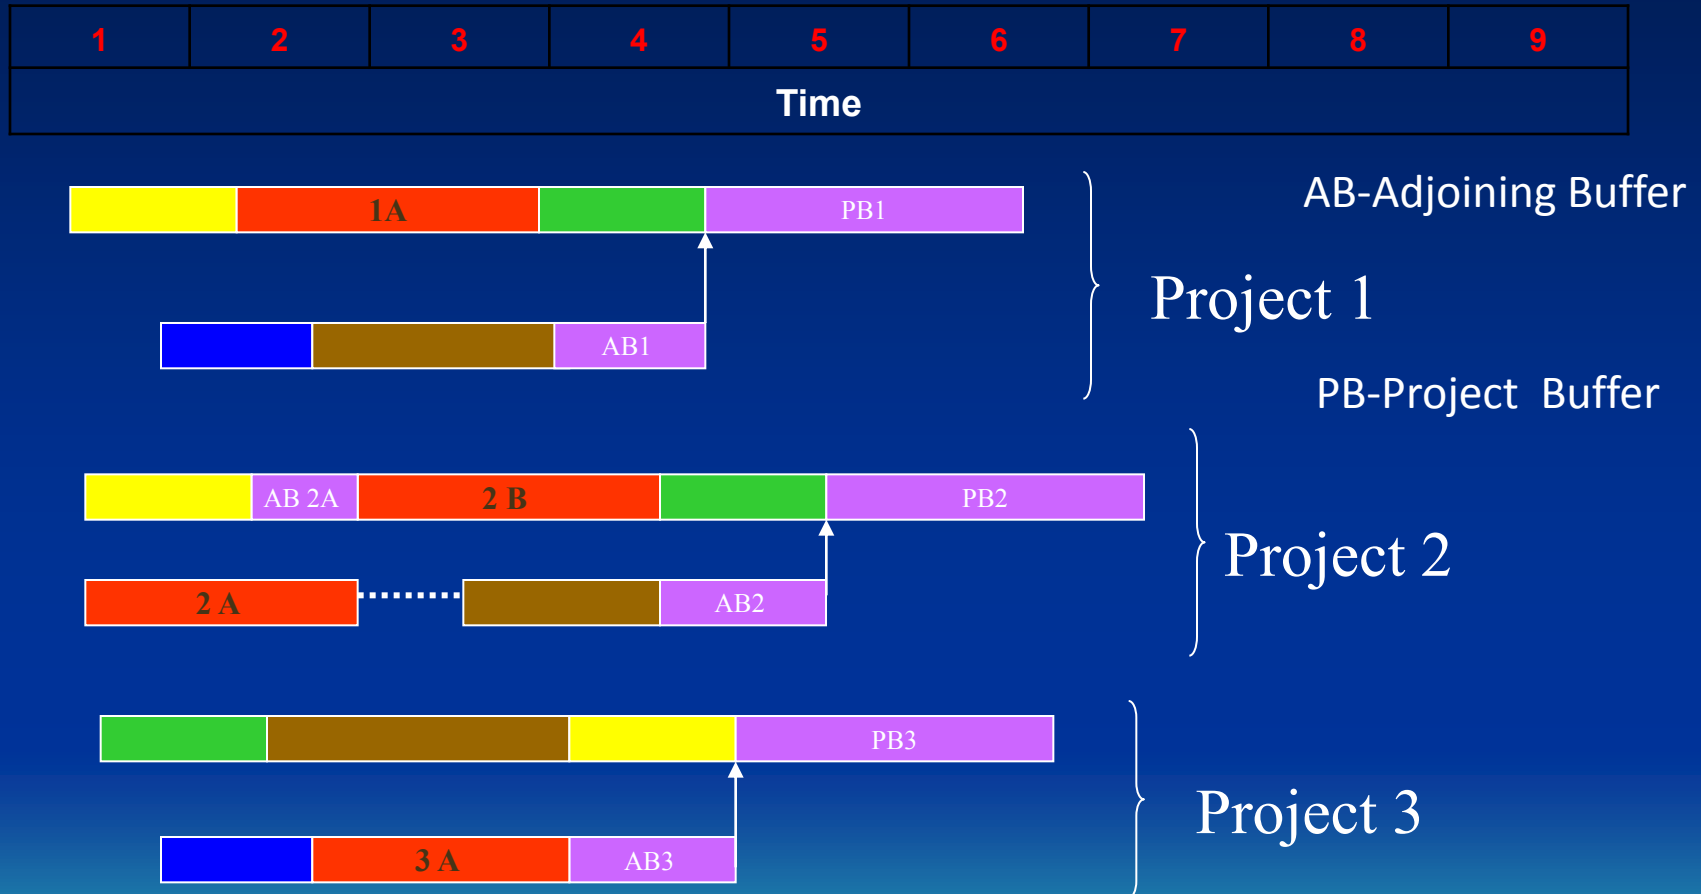 1 2 3 4 5 6 7 8 9
Time
AB-Adjoining Buffer
1A PB1
Project 1
AB1
PB-Project Buffer
AB 2A 2 B PB2
Project 2
2 A AB2
PB3
Project 3
3 A AB3